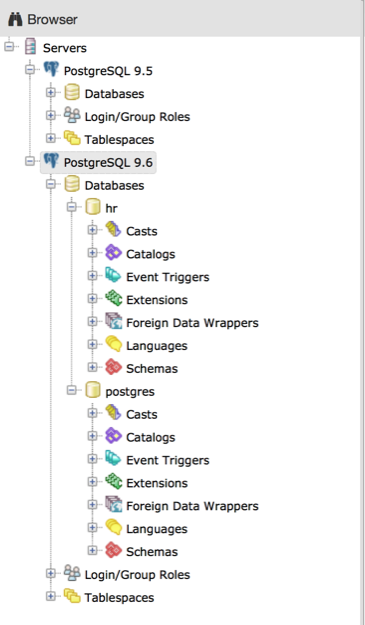 Browser
Servers
PostgreSQL 9.5
Databases
Login/Group Roles
Tablespaces
PostgreSQL 9.6
Databases
hr
Casts
Catalogs
Event Triggers
Extensions
Foreign Data Wrappers
Languages
Schemas
postgres
Casts
Catalogs
Event Triggers
Extensions
Foreign Data Wrappers
Languages
Schemas
Login/Group Roles
Tablespaces